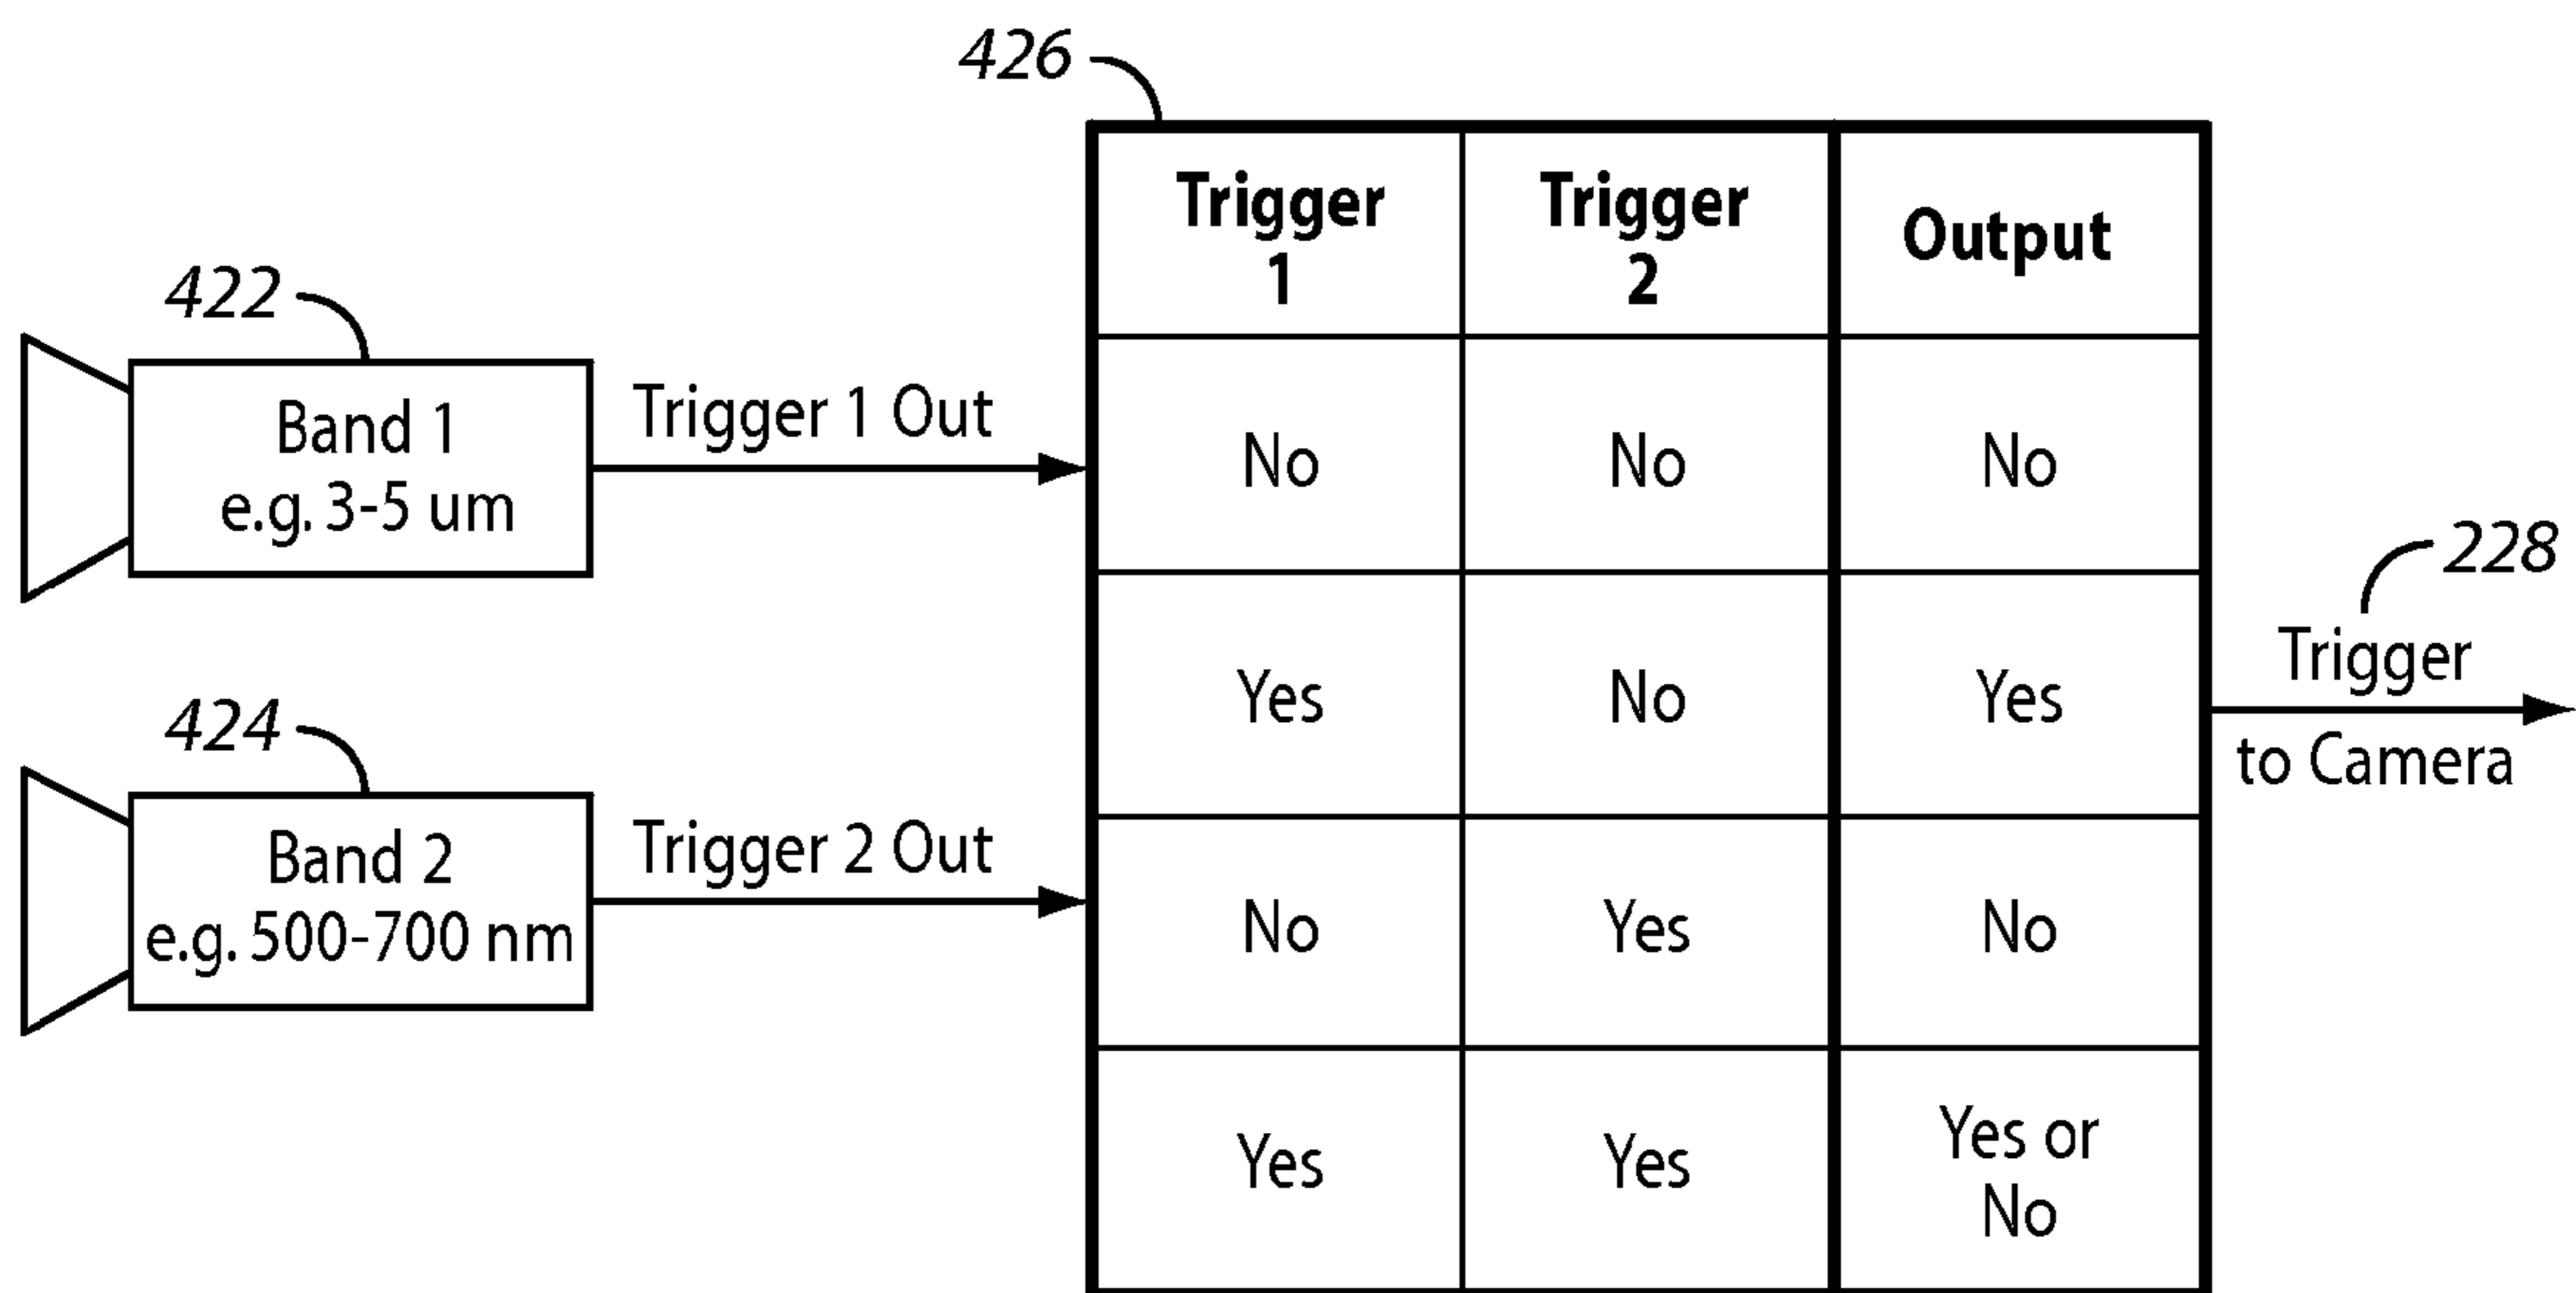 426
422
Band 1
e.g. 3-5 um
Trigger 1 Out
424
Band 2
e.g. 500-700 nm
Trigger 2 Out
Trigger
1
Trigger
2
Output
No
No
No
Yes
No
Yes
No
Yes
No
Yes
Yes
Yes or
No
228
Trigger
to Camera